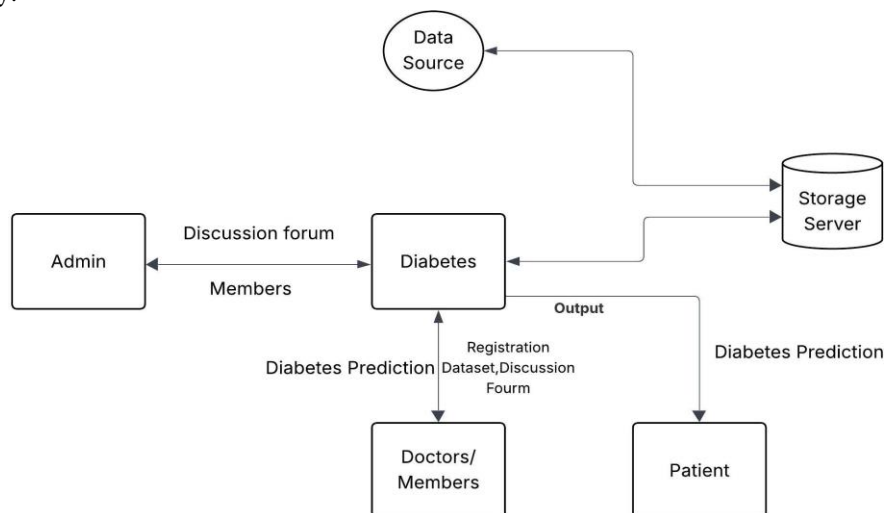 y.
Data
Source
Storage
Server
Discussion forum
Admin
Diabetes
Members
Output
Registration
Diabetes Prediction
Dataset,Discussion
Fourm
Diabetes Prediction
Doctors/
Members
Patient